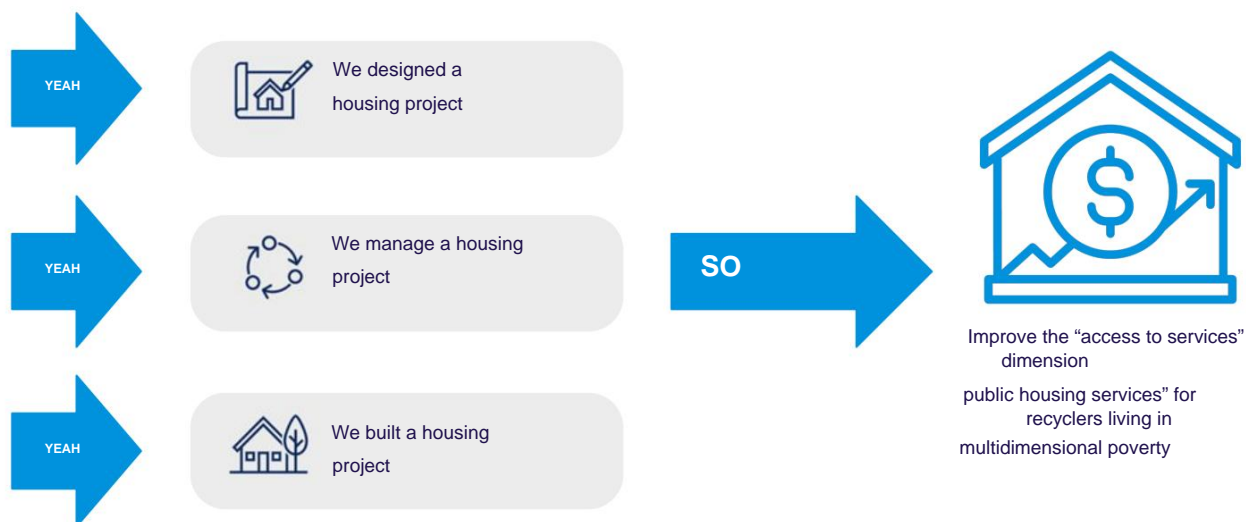 YEAH
We designed a
housing project
YEAH
We manage a housing
project
SO
YEAH
We built a housing
project
Improve the “access to services”
dimension
public housing services” for
recyclers living in
multidimensional poverty